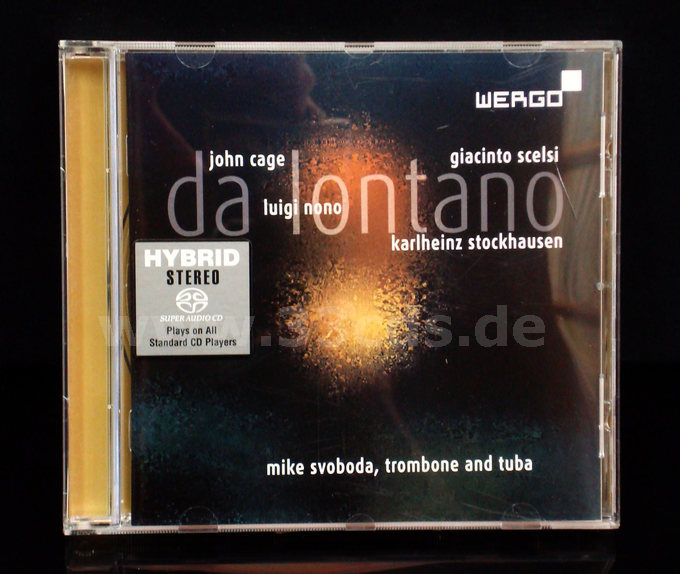 WERGO
john cage
giacinto scelsi
da lontano
luigi nono
karlheinz stockhausen
HYBRID
STEREO
SUPER AUDIO CD
Plays on All
Standard CD Players
mike svoboda, trombone and tuba